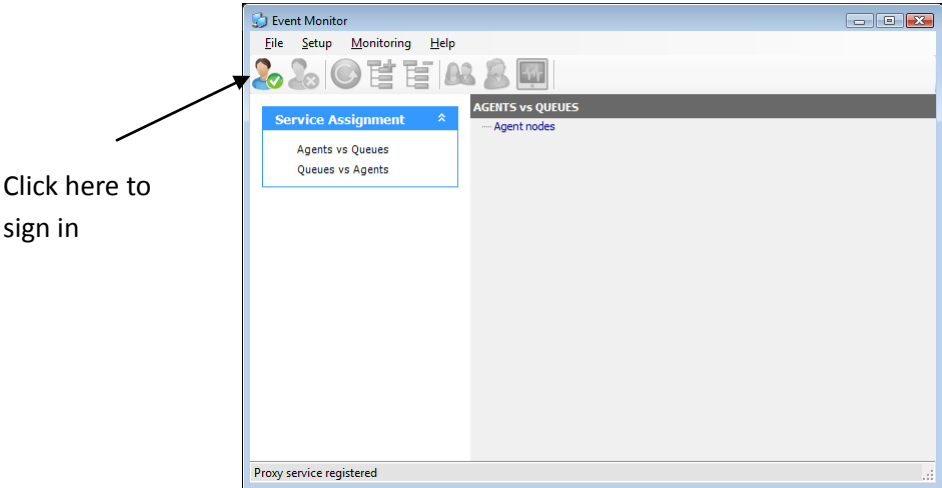 Event Monitor
File Setup Monitoring Help
Service Assignment
Agents vs Queues
Queues vs Agents
AGENTS vs QUEUES
Agent nodes
Click here to
sign in
Proxy service registered